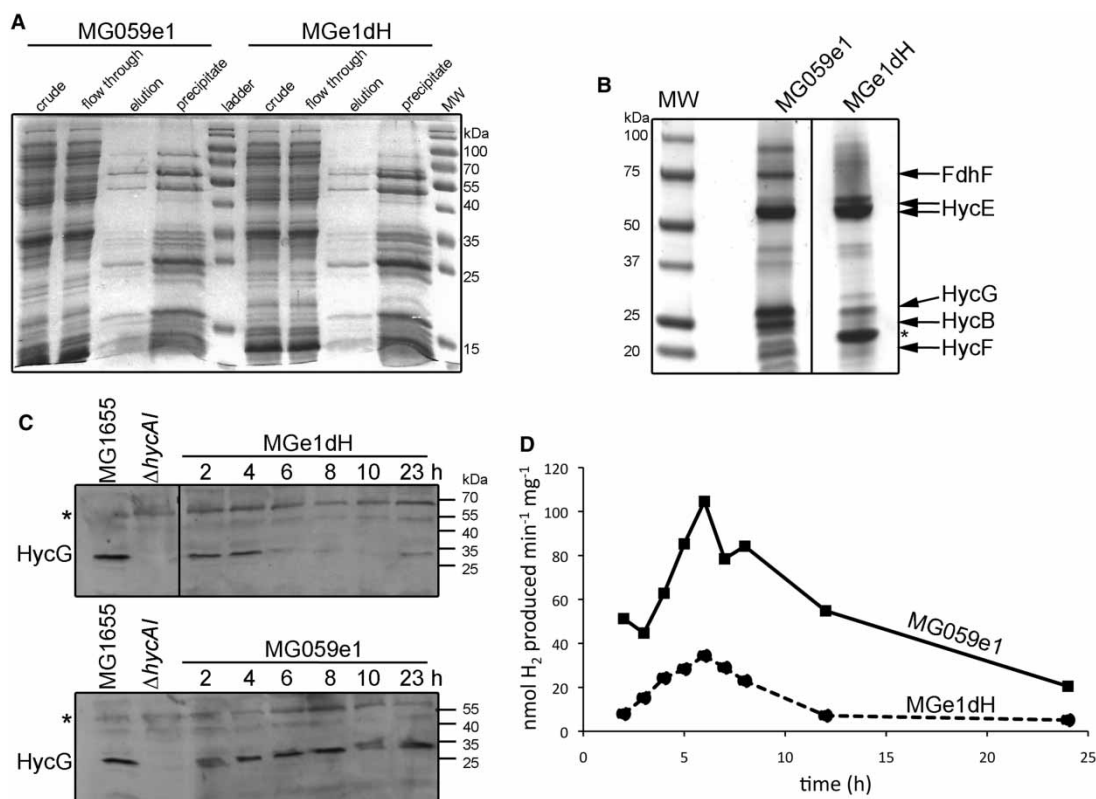 A
MG059e1
MGe1dH
crude
flow through
elution
precipitate
ladder
crude
flow through
elution
precipitate
MW
kDa
100
70
55
40
35
25
15
B
MW
MG059e1
MGe1dH
kDa
100
75
50
37
25
20
FdhF
HycE
HycG
HycB
*
HycF
C
MG1655
ΔhycAI
MGe1dH
2 4 6 8 10 23 h
kDa
70
55
40
35
25
*
HycG
MG1655
ΔhycAI
MG059e1
2 4 6 8 10 23 h
55
40
35
25
*
HycG
D
nmol H₂ produced min⁻¹ mg⁻¹
120
100
80
60
40
20
0
MG059e1
MGe1dH
0 5 10 15 20 25
time (h)